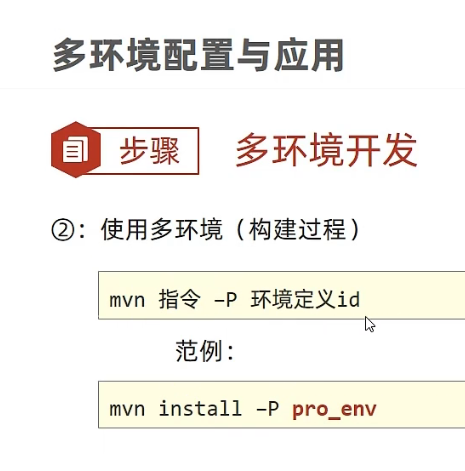 多环境配置与应用
步骤
多环境开发
②：使用多环境（构建过程）
mvn 指令 –P 环境定义id
范例：
mvn install –P pro_env